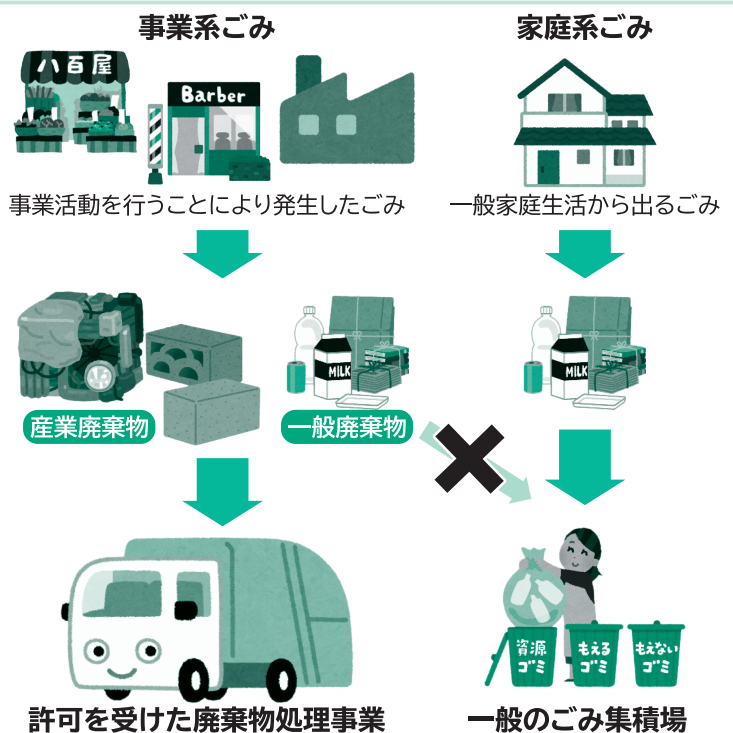 事業系ごみ
家庭系ごみ
八百屋
Barber
事業活動を行うことにより発生したごみ
一般家庭生活から出るごみ
MILK
MILK
産業廃棄物
一般廃棄物
資源
ゴミ
もえる
ゴミ
もえない
ゴミ
許可を受けた廃棄物処理事業
一般のごみ集積場